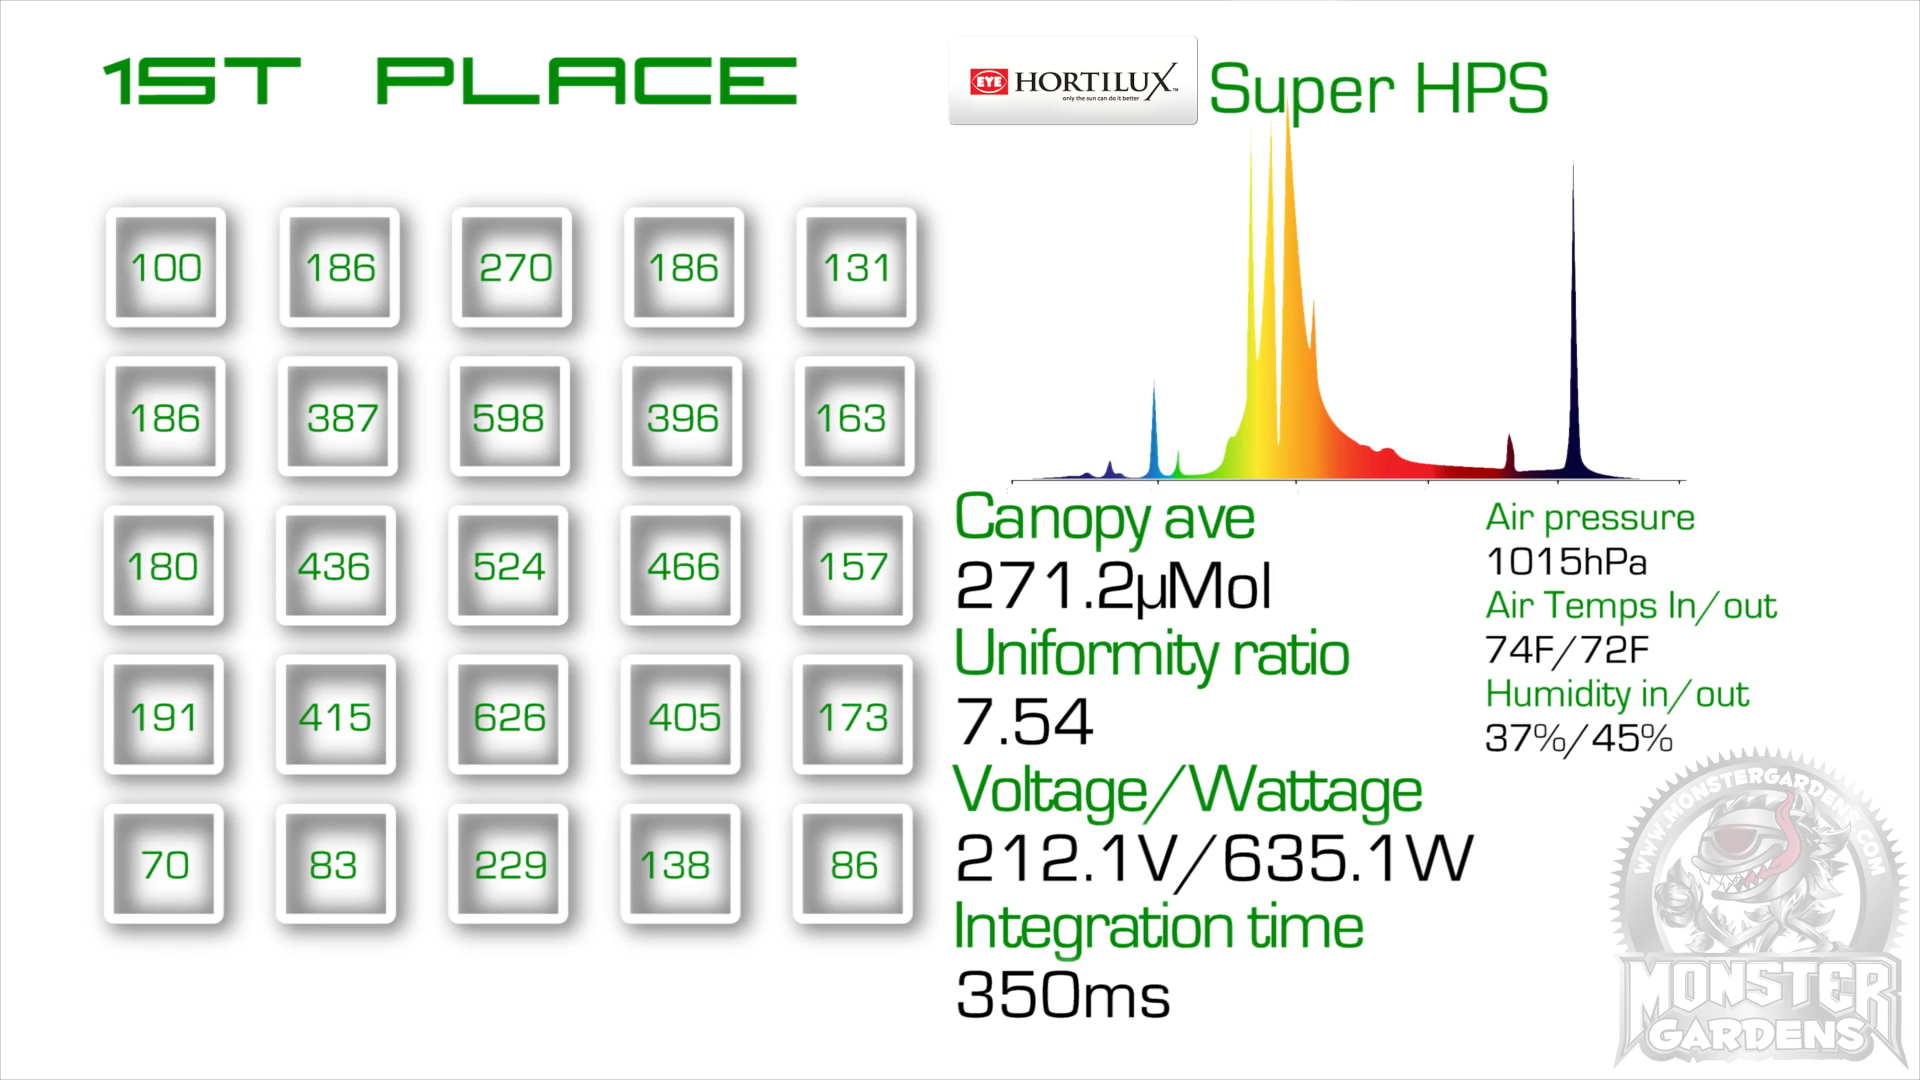 1ST PLACE
EYE HORTILUX™ Super HPS
only the sun can do it better
100 186 270 186 131
186 387 598 396 163
180 436 524 466 157
191 415 626 405 173
70 83 229 138 86
Canopy ave
271.2µMol
Uniformity ratio
7.54
Voltage/Wattage
212.1V/635.1W
Integration time
350ms
Air pressure
1015hPa
Air Temps In/out
74F/72F
Humidity in/out
37%/45%
WWW.MONSTERGARDENS.COM
MONSTER
GARDENS